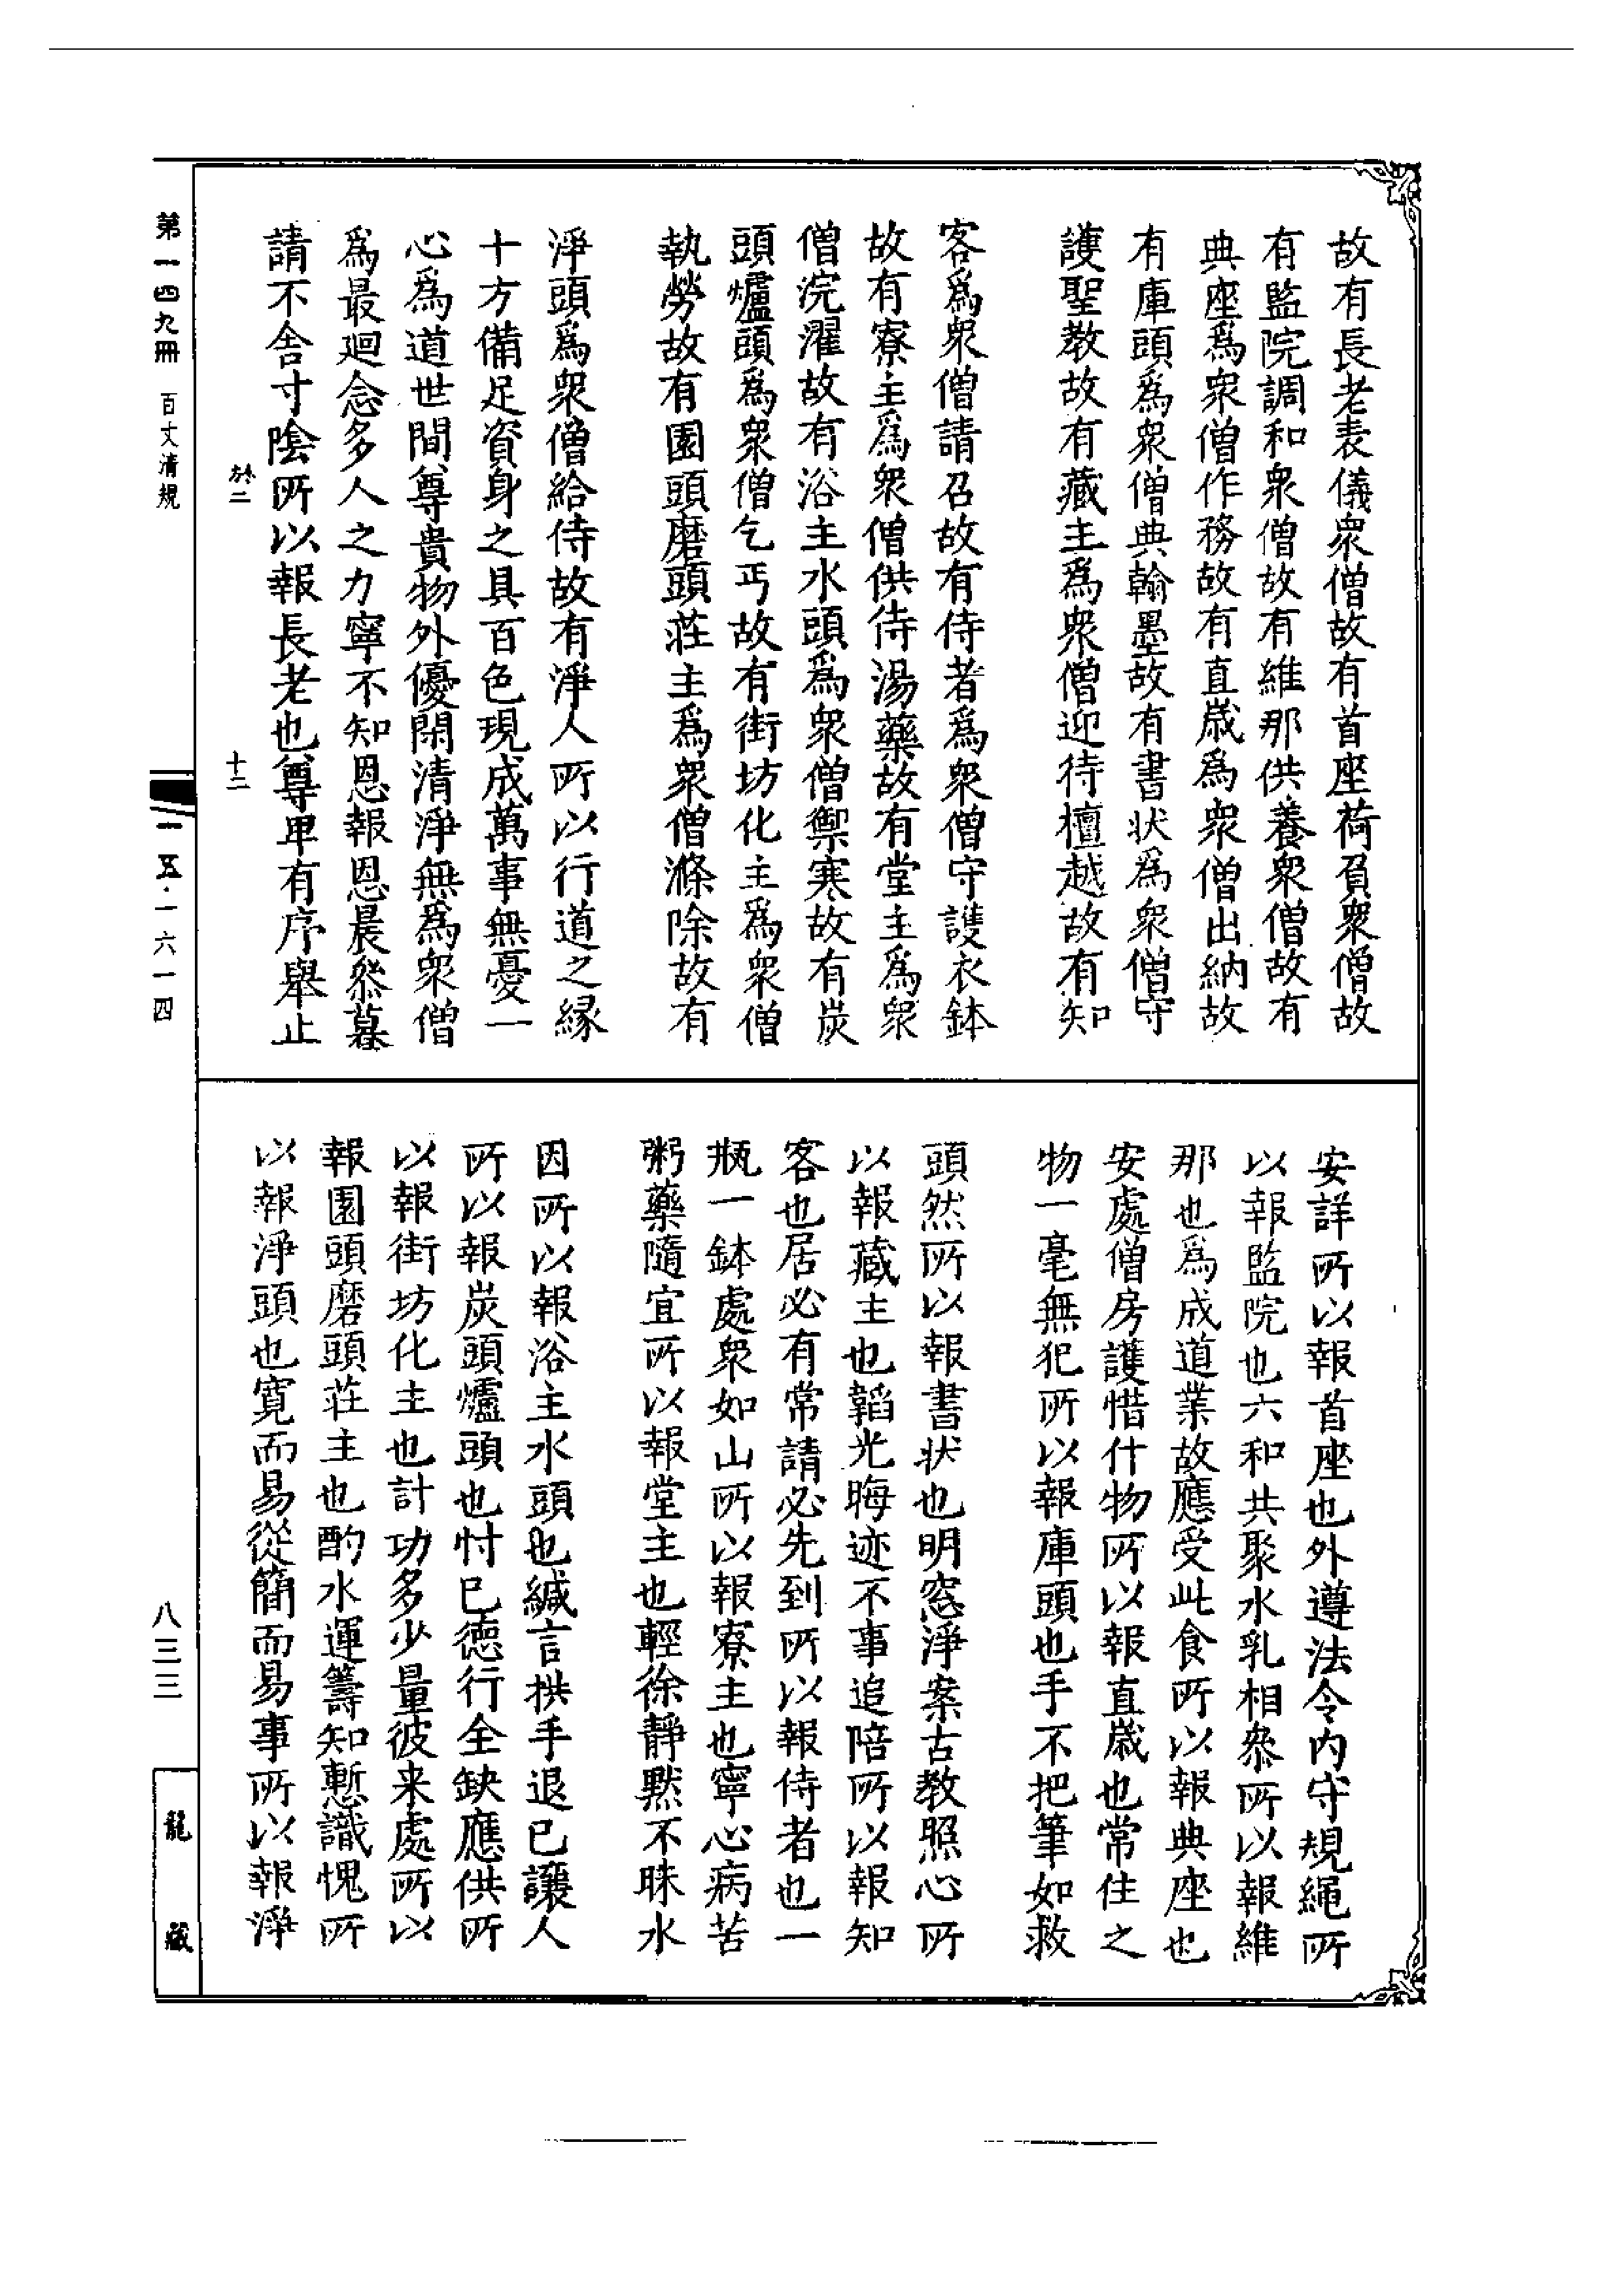 故有長老表儀衆僧故有首座荷負衆僧故
有監院調和衆僧故有維那供養衆僧故有
典座爲衆僧作務故有直歲爲衆僧出納故
有庫頭爲衆僧典翰墨故有書狀爲衆僧守
護聖教故有藏主爲衆僧迎待檀越故有知
客爲衆僧請召故有侍者爲衆僧守護衣鉢
故有寮主爲衆僧供侍湯藥故有堂主爲衆
僧浣濯故有浴主水頭爲衆僧禦寒故有炭
頭爐頭爲衆僧乞丐故有街坊化主爲衆僧
執勞故有園頭磨頭莊主爲衆僧滌除故有
淨頭爲衆僧給侍故有淨人所以行道之緣
十方備足資身之具百色現成萬事無憂一
心爲道世間尊貴物外優閑清淨無爲衆僧
爲最迴念多人之力寧不知恩報恩晨叅暮
請不舍寸陰所以報長老也尊卑有序舉止
安詳所以報首座也外遵法令內守規繩所
以報監院也六和共聚水乳相叅所以報維
那也爲成道業故應受此食所以報典座也
安處僧房護惜什物所以報直歲也常住之
物一毫無犯所以報庫頭也手不把筆如救
頭然所以報書狀也明窓淨案古教照心所
以報藏主也韜光晦迹不事追陪所以報知
客也居必有常請必先到所以報侍者也一
瓶一鉢處衆如山所以報寮主也寧心病苦
粥藥隨宜所以報堂主也輕徐靜默不昧水
因所以報浴主水頭也緘言拱手退已讓人
所以報炭頭爐頭也忖已德行全缺應供所
以報街坊化主也計功多少量彼来處所以
報園頭磨頭莊主也酌水運籌知慙識愧所
以報淨頭也寬而易從簡而易事所以報淨
第一四九冊 百丈清規
十二
一五·一六一四
八三三
龍藏